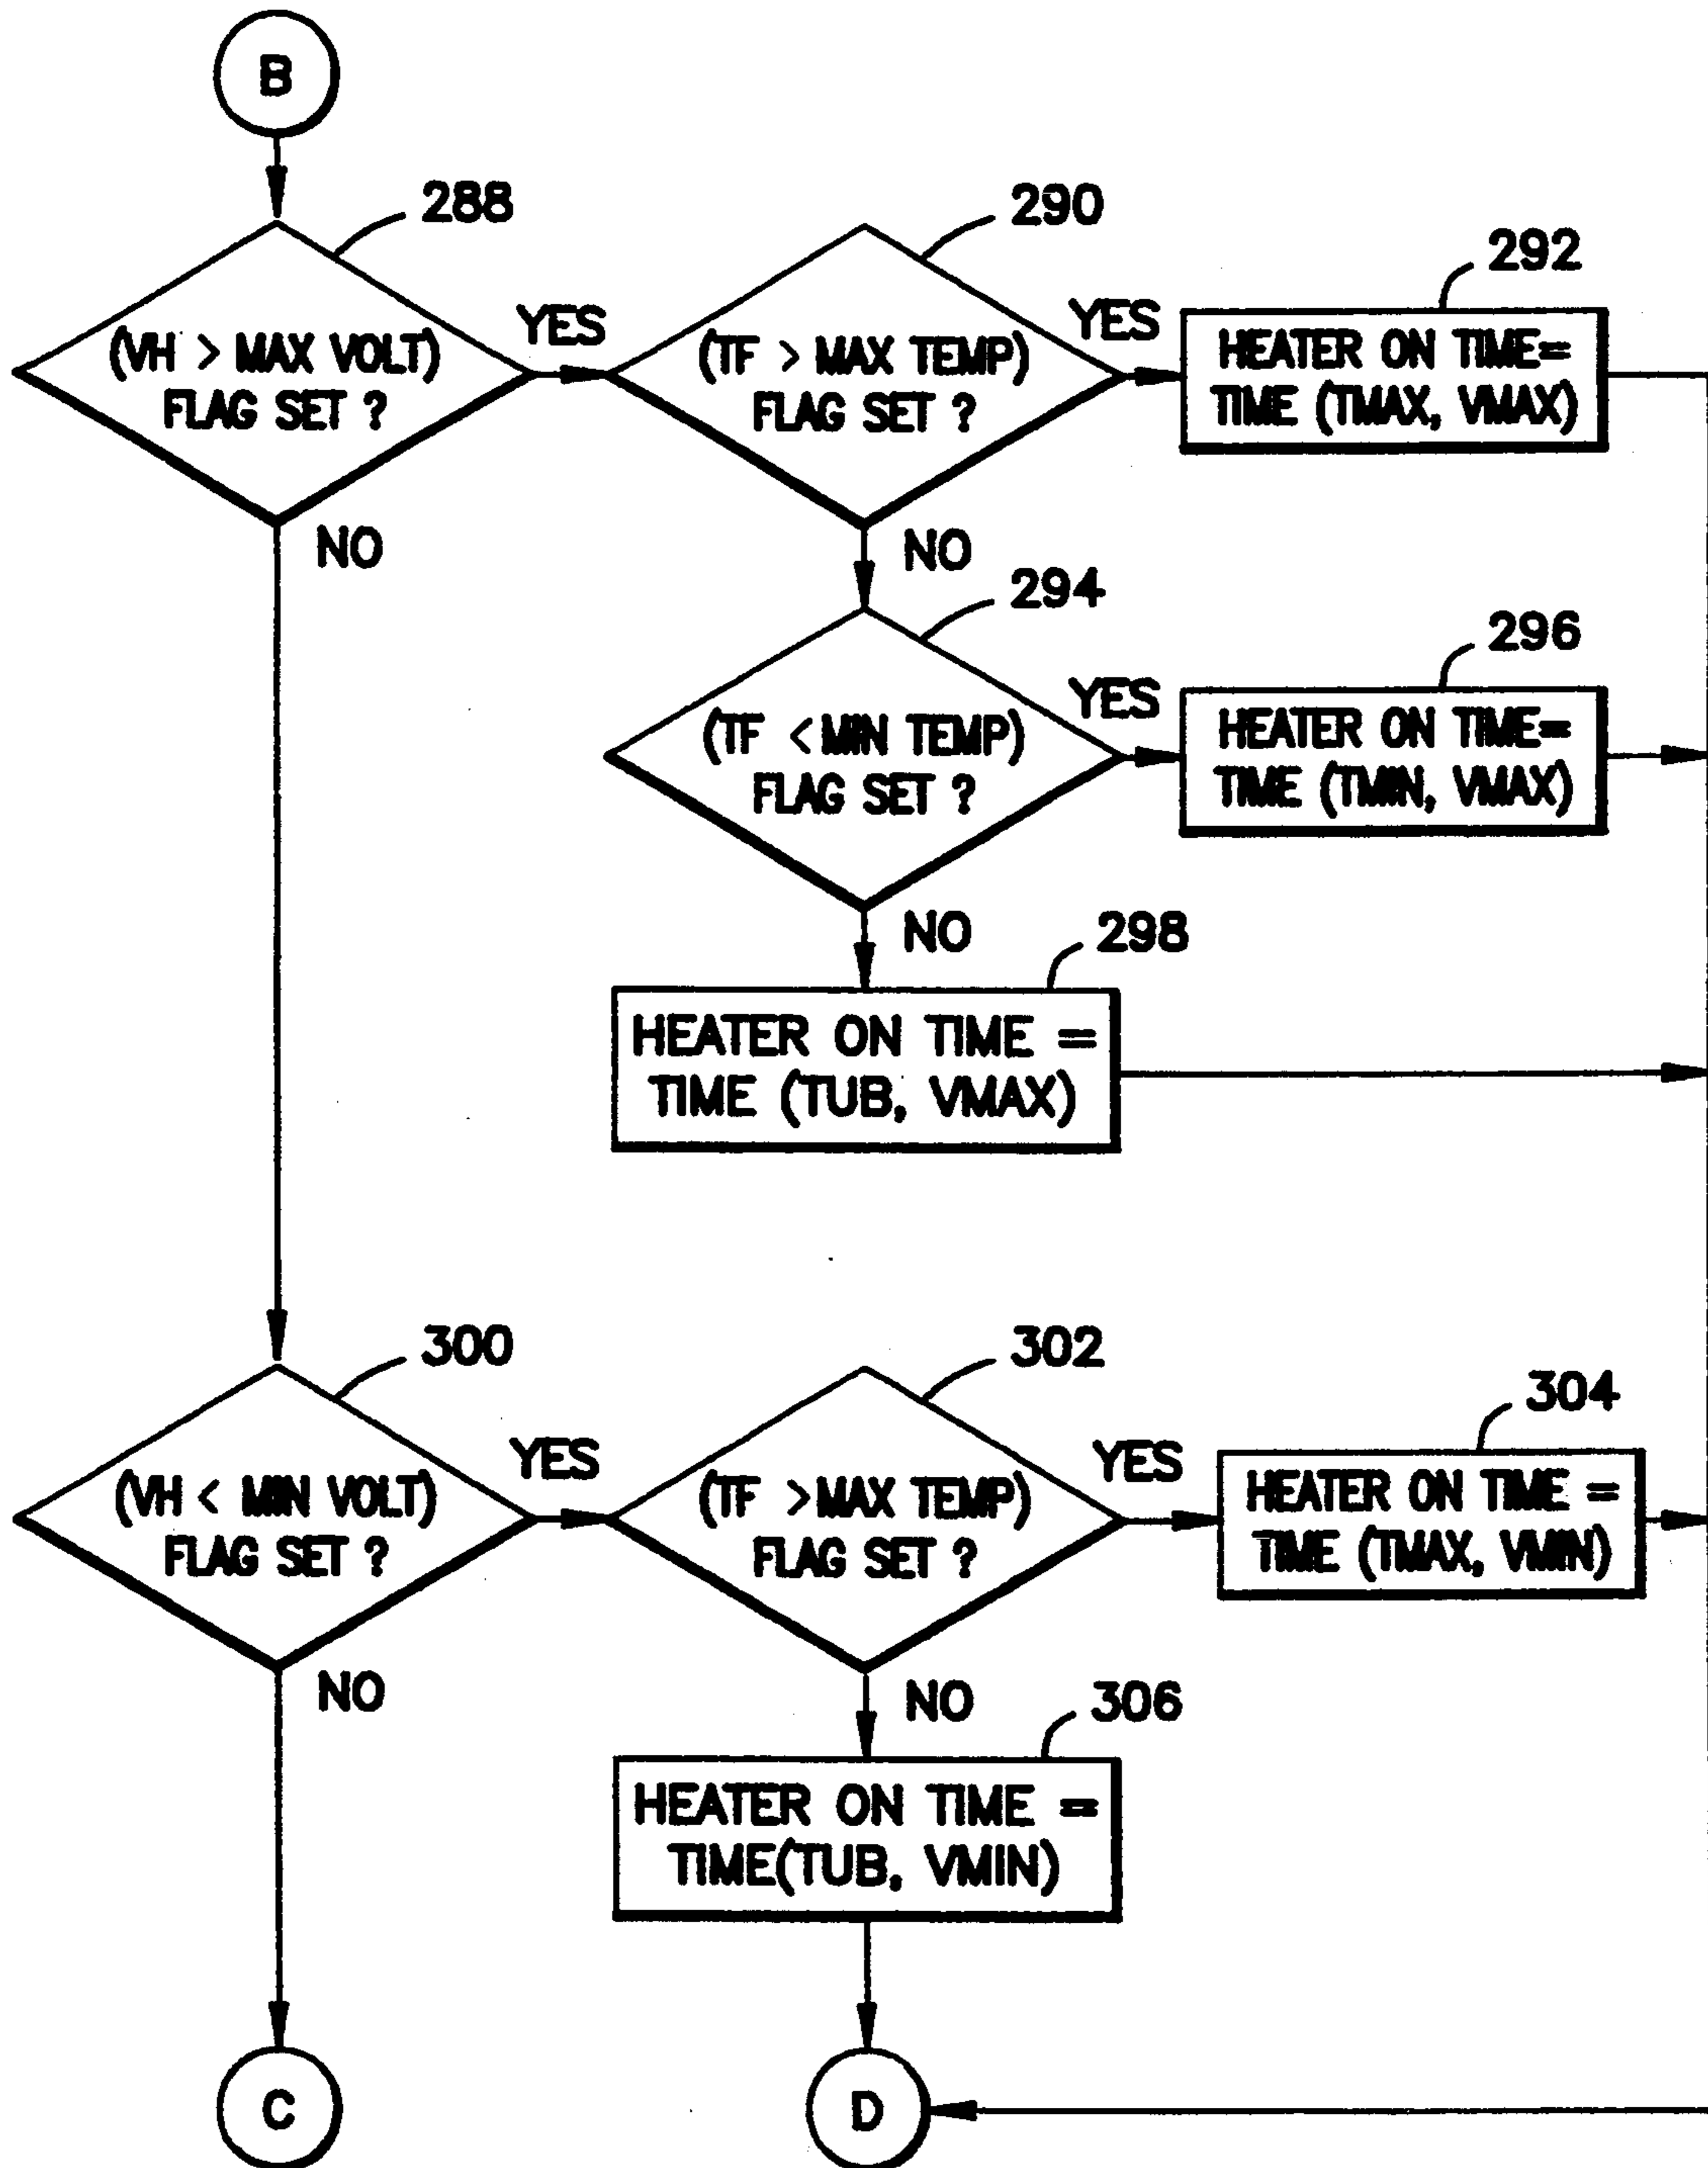 B
288
(VH > MAX VOLT)
FLAG SET ?
YES
NO
290
(TF > MAX TEMP)
FLAG SET ?
YES
NO
292
HEATER ON TIME=
TIME (TMAX, VMAX)
294
(TF < MIN TEMP)
FLAG SET ?
YES
NO
296
HEATER ON TIME=
TIME (TMIN, VMAX)
298
HEATER ON TIME =
TIME (TUB, VMAX)
300
(VH < MIN VOLT)
FLAG SET ?
YES
NO
302
(TF >MAX TEMP)
FLAG SET ?
YES
NO
304
HEATER ON TIME =
TIME (TMAX, VMIN)
306
HEATER ON TIME =
TIME(TUB, VMIN)
C
D